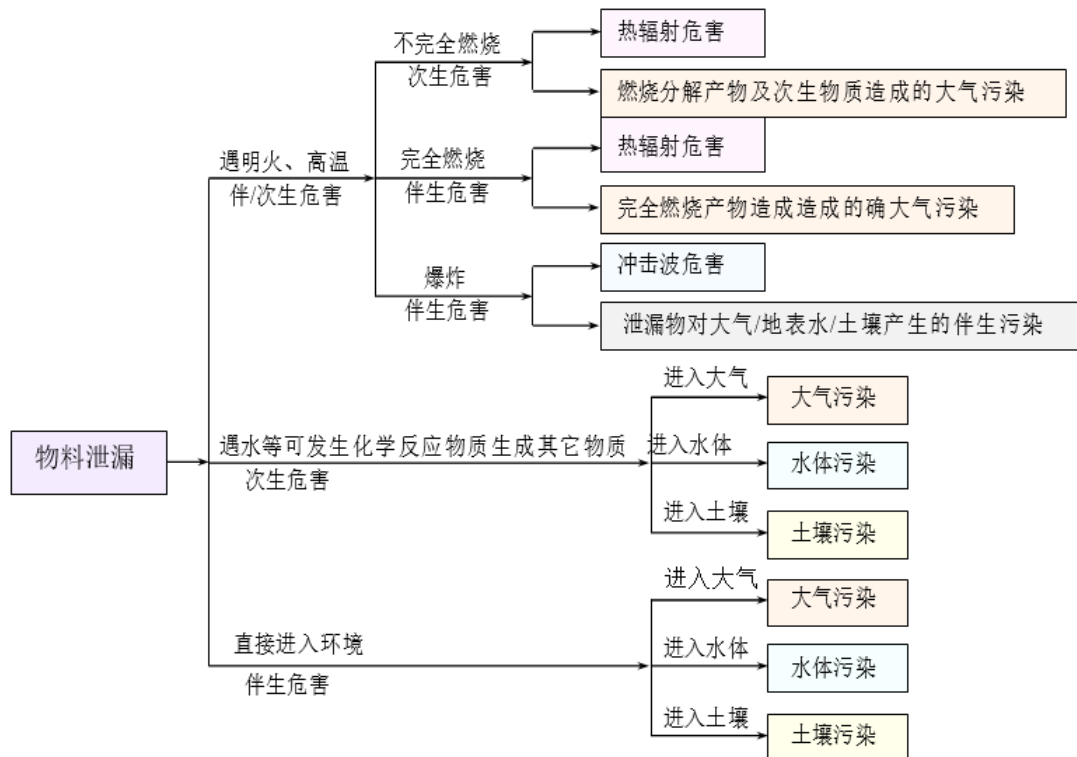 不完全燃烧
次生危害
热辐射危害
燃烧分解产物及次生物质造成的大气污染
遇明火、高温
伴/次生危害
完全燃烧
伴生危害
热辐射危害
完全燃烧产物造成造成的确大气污染
爆炸
伴生危害
冲击波危害
泄漏物对大气/地表水/土壤产生的伴生污染
物料泄漏
遇水等可发生化学反应物质生成其它物质
次生危害
进入大气
大气污染
进入水体
水体污染
进入土壤
土壤污染
直接进入环境
伴生危害
进入大气
大气污染
进入水体
水体污染
进入土壤
土壤污染